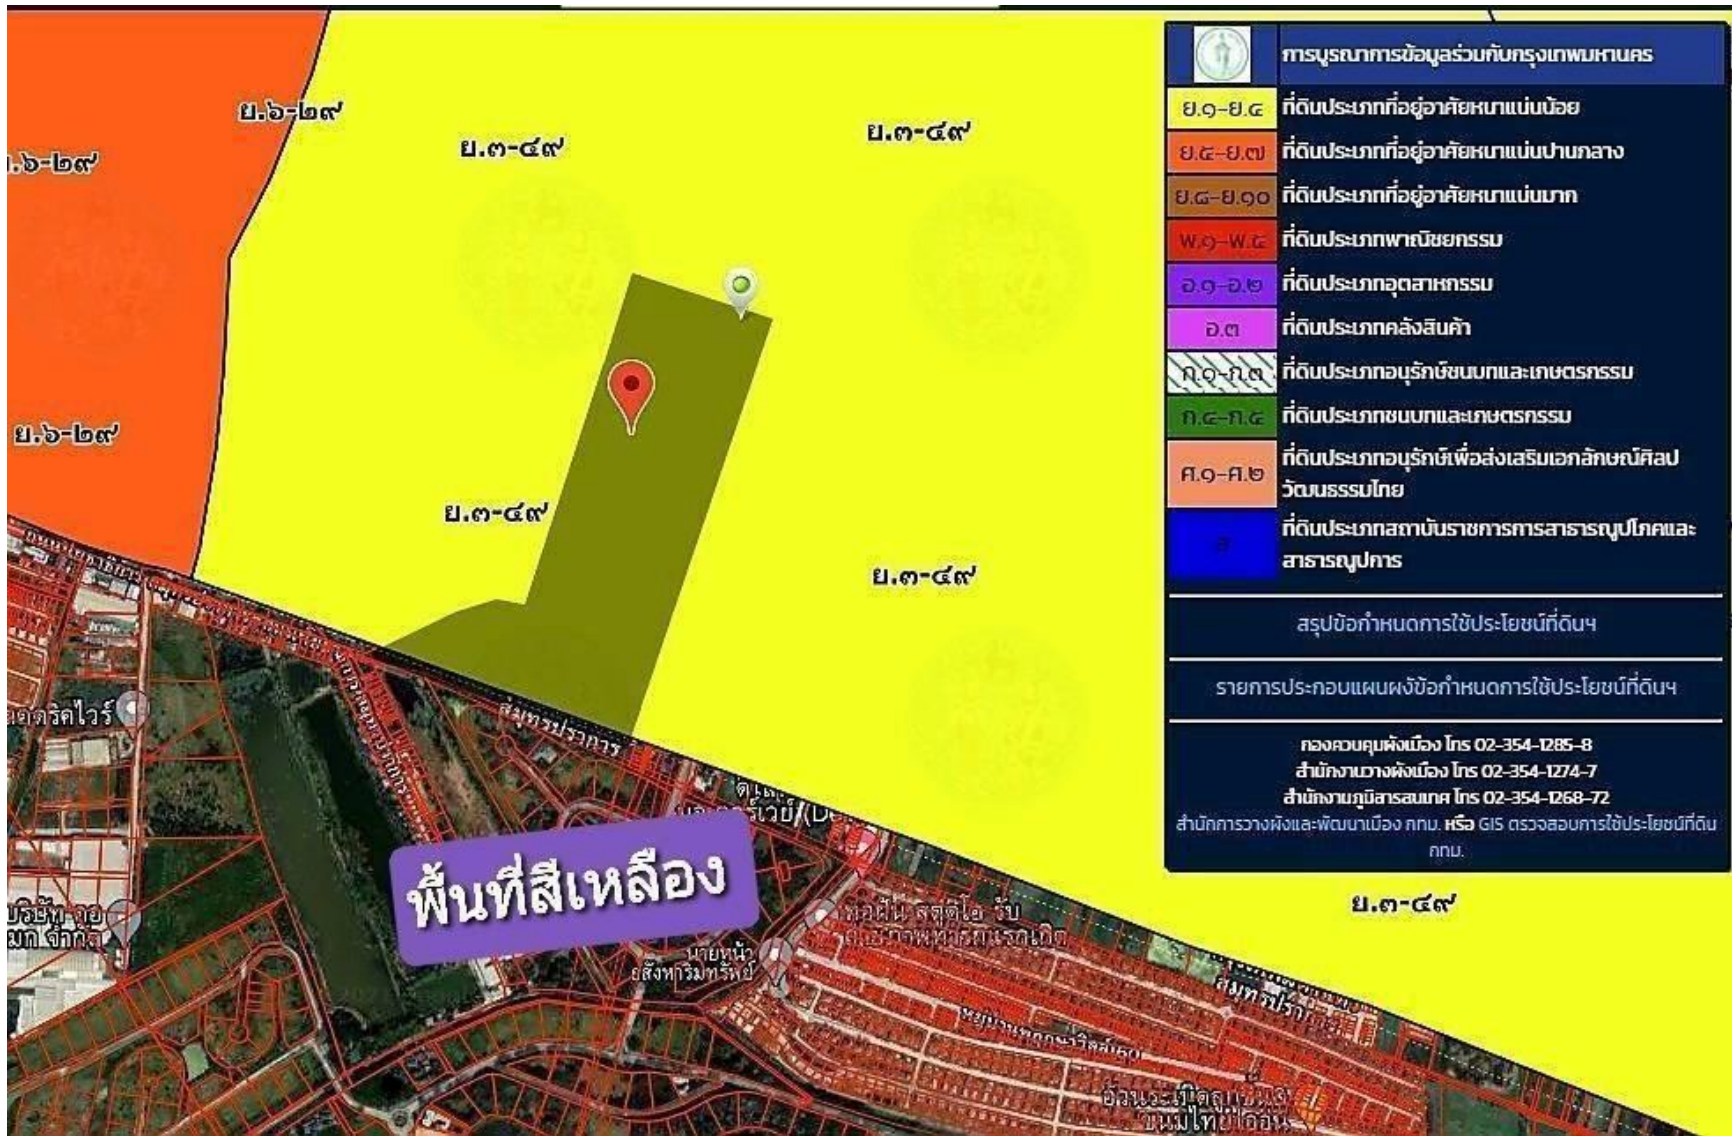 การบูรณาการข้อมูลร่วมกับกรุงเทพมหานคร
ย.๑-ย.๔ ที่ดินประเภทที่อยู่อาศัยหนาแน่นน้อย
ย.๕-ย.๗ ที่ดินประเภทที่อยู่อาศัยหนาแน่นปานกลาง
ย.๘-ย.๑๐ ที่ดินประเภทที่อยู่อาศัยหนาแน่นมาก
พ.๑-พ.๕ ที่ดินประเภทพาณิชยกรรม
อ.๑-อ.๒ ที่ดินประเภทอุตสาหกรรม
อ.๓ ที่ดินประเภทคลังสินค้า
ก.๑-ก.๓ ที่ดินประเภทอนุรักษ์ชนบทและเกษตรกรรม
ก.๔-ก.๕ ที่ดินประเภทชนบทและเกษตรกรรม
ศ.๑-ศ.๒ ที่ดินประเภทอนุรักษ์เพื่อส่งเสริมเอกลักษณ์ศิลป
วัฒนธรรมไทย
ส ที่ดินประเภทสถาบันราชการการสาธารณูปโภคและ
สาธารณูปการ
สรุปข้อกำหนดการใช้ประโยชน์ที่ดินฯ
รายการประกอบแผนผังข้อกำหนดการใช้ประโยชน์ที่ดินฯ
กองควบคุมผังเมือง โทร 02-354-1285-8
สำนักงานวางผังเมือง โทร 02-354-1274-7
สำนักงานภูมิสารสนเทศ โทร 02-354-1268-72
สำนักการวางผังและพัฒนาเมือง กทม. หรือ GIS ตรวจสอบการใช้ประโยชน์ที่ดิน
กทม.
ย.๖-๒๙
ย.๓-๔๙
ย.๓-๔๙
.๖-๒๙
ย.๖-๒๙
ย.๓-๔๙
ย.๓-๔๙
ย.๓-๔๙
สมุทรปราการ
พื้นที่สีเหลือง
นายหน้า
สมุทรปรา